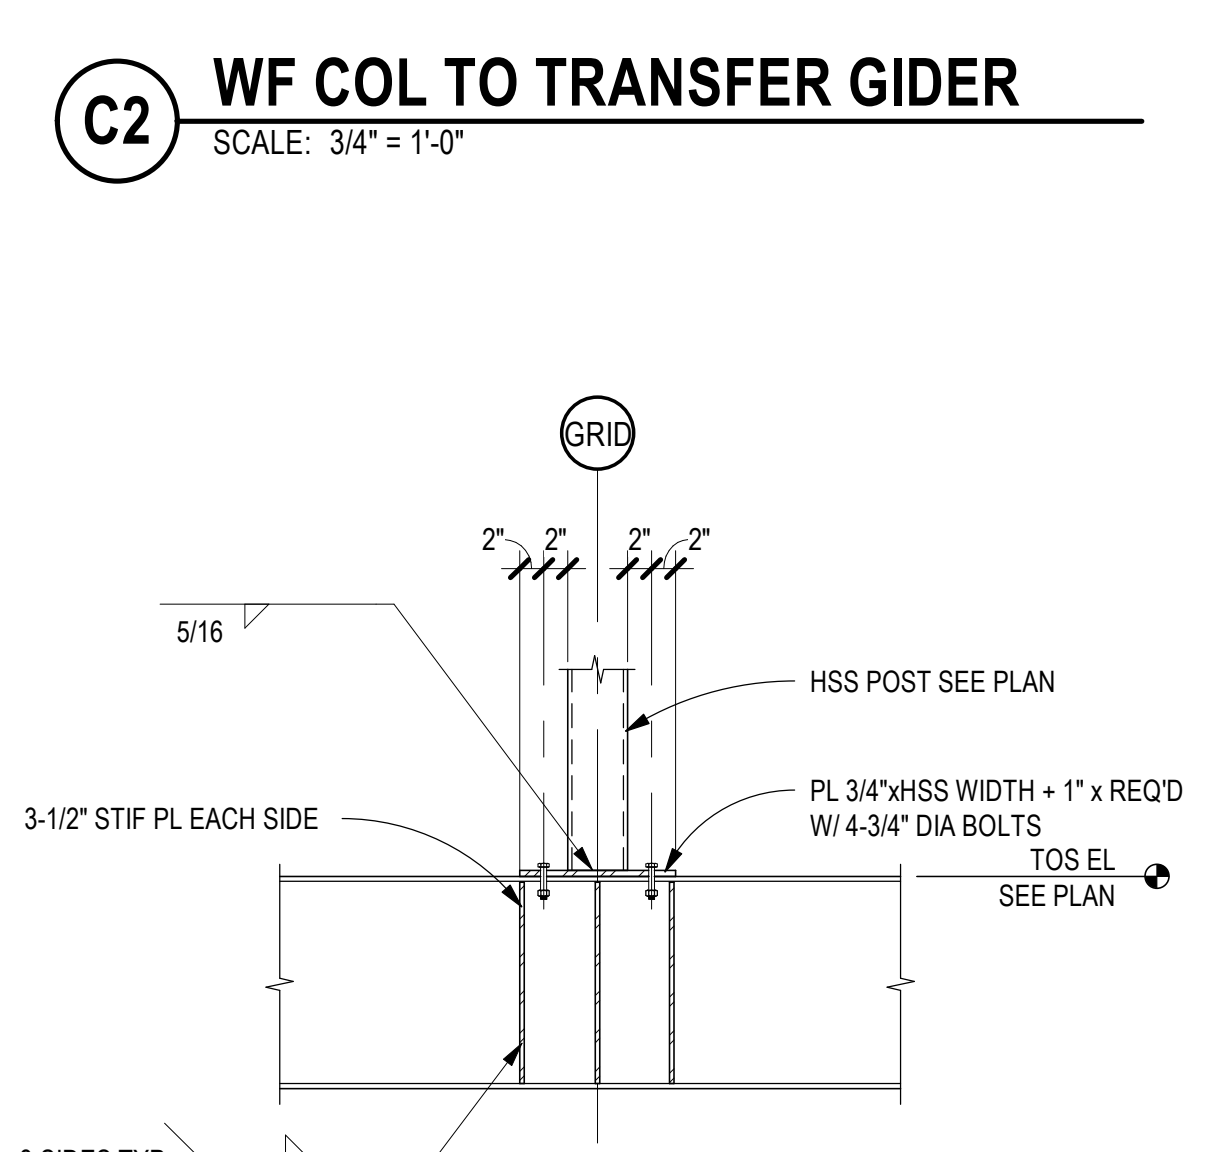 C2
WF COL TO TRANSFER GIDER
SCALE: 3/4" = 1'-0"
GRID
2" 2" 2" 2"
5/16
HSS POST SEE PLAN
PL 3/4"xHSS WIDTH + 1" x REQ'D
W/ 4-3/4" DIA BOLTS
3-1/2" STIF PL EACH SIDE
TOS EL
SEE PLAN
SIDES TYP